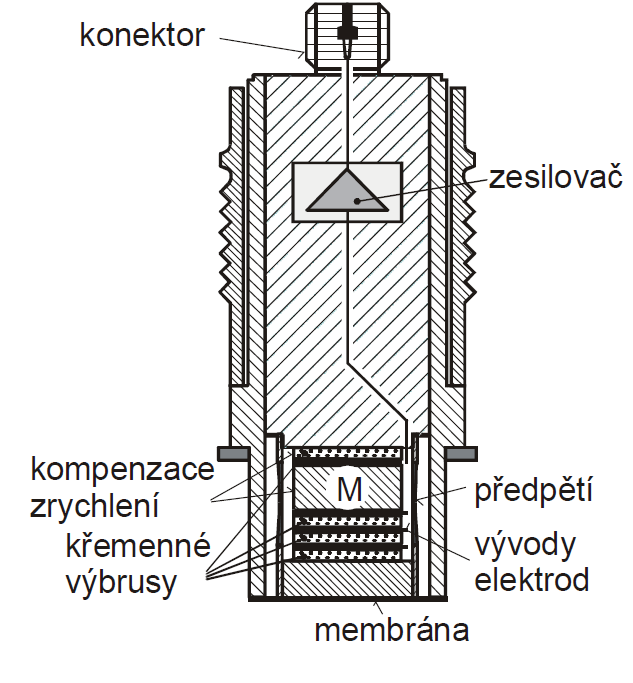 konektor
zesilovač
kompenzace
zrychlení
M
předpětí
křemenné
výbrusy
vývody
elektrod
membrána